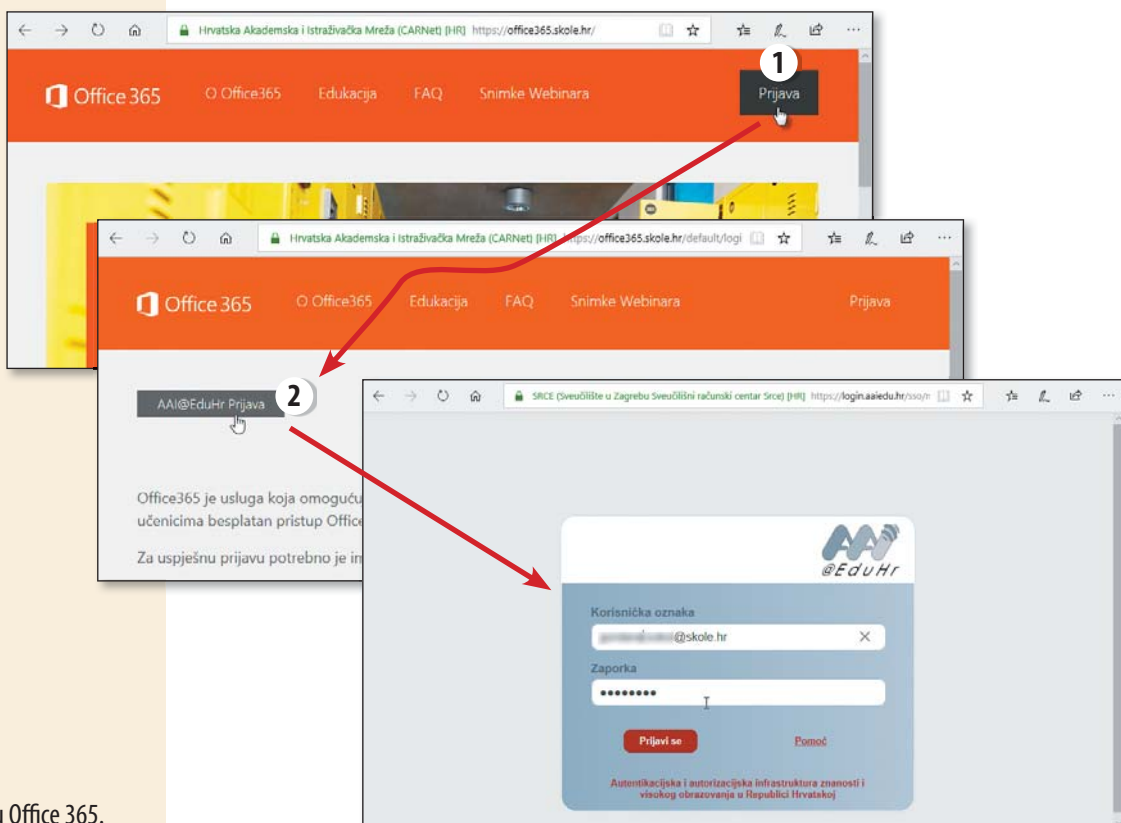 Hrvatska Akademska i Istraživačka Mreža (CARNet) [HR] https://office365.skole.hr/
1
Office 365 O Office365 Edukacija FAQ Snimke Webinara Prijava
Hrvatska Akademska i Istraživačka Mreža (CARNet) [HR] https://office365.skole.hr/default/logi
Office 365 O Office365 Edukacija FAQ Snimke Webinara Prijava
AAI@EduHr Prijava 2
Office365 je usluga koja omoguću
učenicima besplatan pristup Office
Za uspješnu prijavu potrebno je im
SRCE (Sveučilište u Zagrebu Sveučilišni računski centar Srce) [HR] https://login.aaiedu.hr/sso/m
AAI
@EduHr
Korisnička oznaka
@skole.hr
Zaporka
Prijavi se Pomoć
Autentikacijska i autorizacijska infrastruktura znanosti i
visokog obrazovanja u Republici Hrvatskoj
u Office 365.